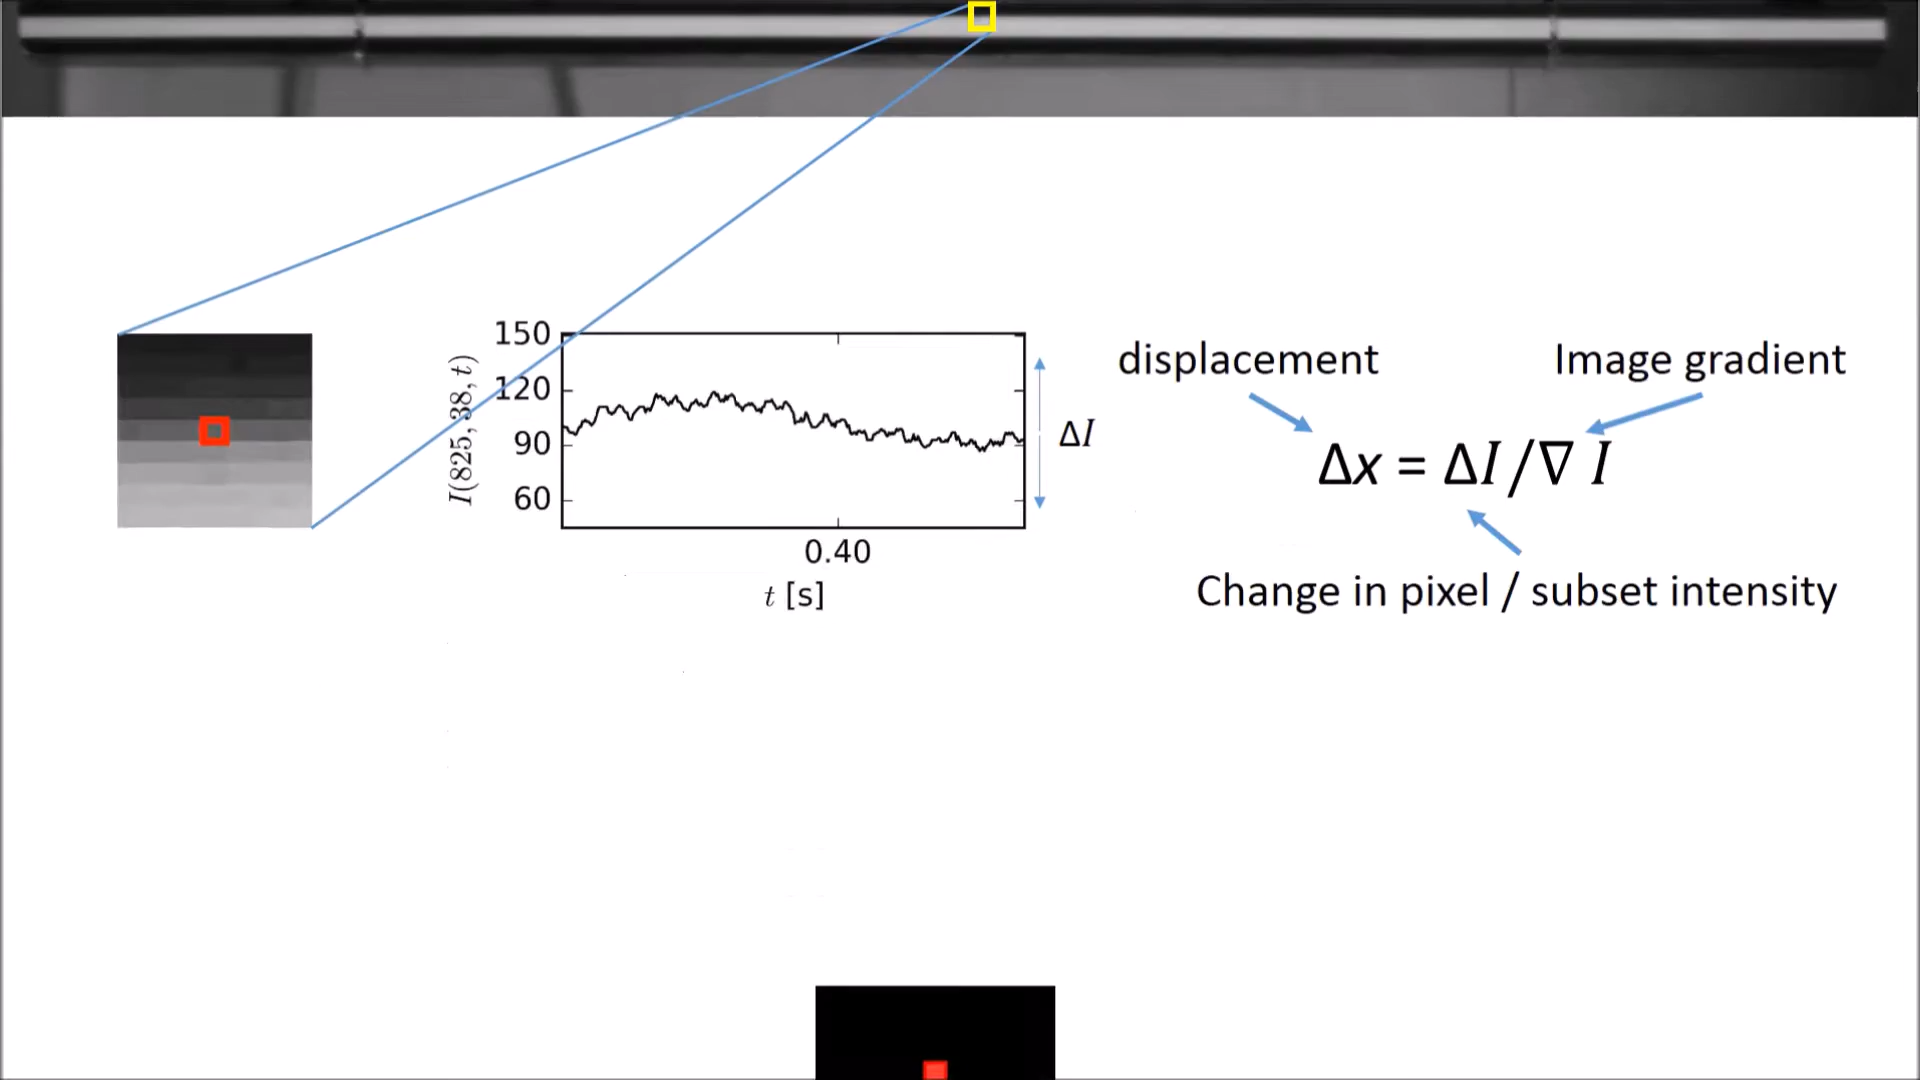 150
120
90
60
I(825, 38, t)
0.40
t [s]
ΔI
displacement
Image gradient
Δx = ΔI/∇ I
Change in pixel / subset intensity